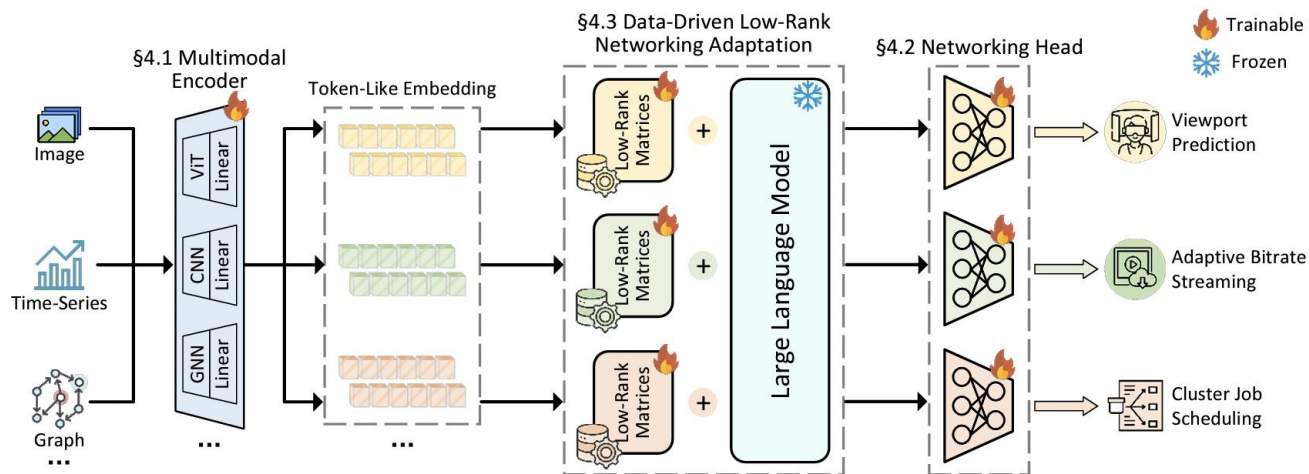 §4.1 Multimodal
Encoder
§4.3 Data-Driven Low-Rank
Networking Adaptation
§4.2 Networking Head
Trainable
Frozen
Token-Like Embedding
Image
Time-Series
Graph
...
ViT
Linear
CNN
Linear
GNN
Linear
...
...
Low-Rank
Matrices
+
Low-Rank
Matrices
+
Low-Rank
Matrices
+
Large Language Model
Viewport
Prediction
Adaptive Bitrate
Streaming
Cluster Job
Scheduling